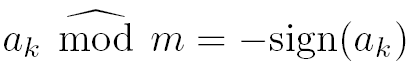 $a_k \widehat{\bmod} m = -\mathrm{sign}(a_k)$